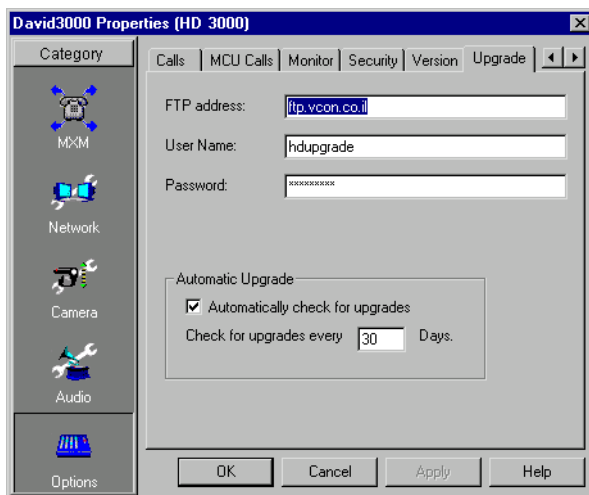 David3000 Properties (HD 3000)
Category
MXM
Network
Camera
Audio
Options
Calls
MCU Calls
Monitor
Security
Version
Upgrade
FTP address:
ftp.vcon.co.il
User Name:
hdupgrade
Password:
*********
Automatic Upgrade
Automatically check for upgrades
Check for upgrades every 30 Days.
OK
Cancel
Apply
Help